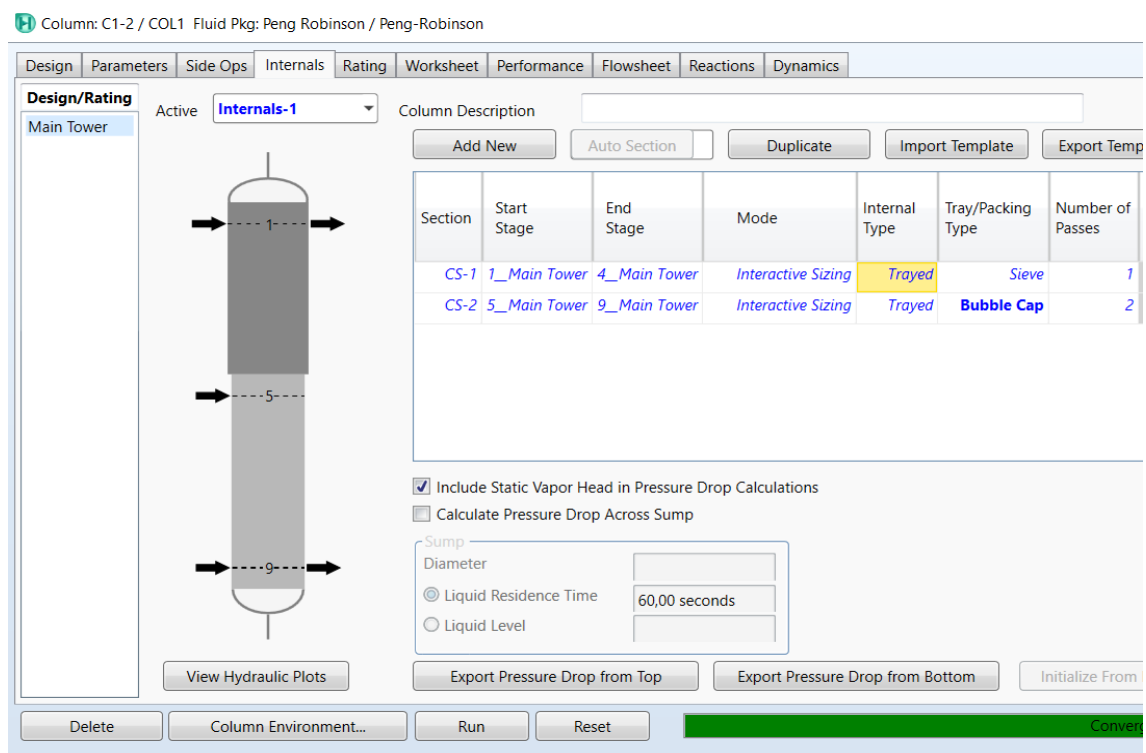 Column: C1-2 / COL1 Fluid Pkg: Peng Robinson / Peng-Robinson
Design Parameters Side Ops Internals Rating Worksheet Performance Flowsheet Reactions Dynamics
Design/Rating
Main Tower
Active Internals-1 Column Description
Add New Auto Section Duplicate Import Template Export Temp
Section Start Stage End Stage Mode Internal Type Tray/Packing Type Number of Passes
CS-1 1__Main Tower 4__Main Tower Interactive Sizing Trayed Sieve 1
CS-2 5__Main Tower 9__Main Tower Interactive Sizing Trayed Bubble Cap 2
1
5
9
Include Static Vapor Head in Pressure Drop Calculations
Calculate Pressure Drop Across Sump
Sump
Diameter
Liquid Residence Time 60,00 seconds
Liquid Level
View Hydraulic Plots Export Pressure Drop from Top Export Pressure Drop from Bottom Initialize From
Delete Column Environment... Run Reset Converg